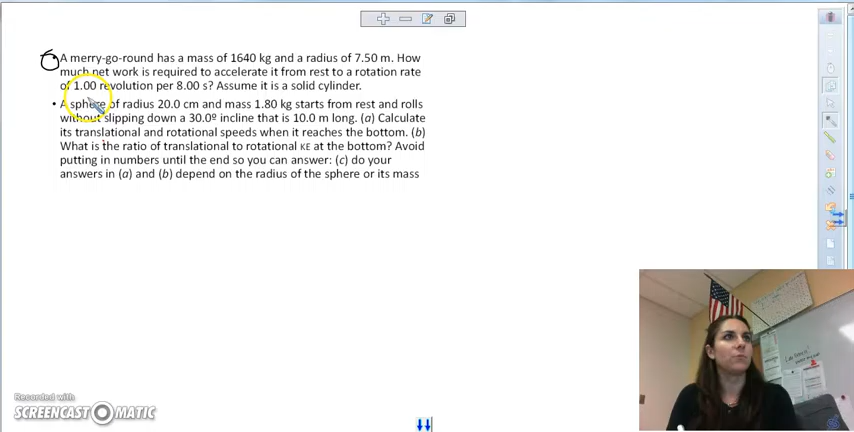 A merry-go-round has a mass of 1640 kg and a radius of 7.50 m. How
much net work is required to accelerate it from rest to a rotation rate
of 1.00 revolution per 8.00 s? Assume it is a solid cylinder.
• A sphere of radius 20.0 cm and mass 1.80 kg starts from rest and rolls
without slipping down a 30.0º incline that is 10.0 m long. (a) Calculate
its translational and rotational speeds when it reaches the bottom. (b)
What is the ratio of translational to rotational KE at the bottom? Avoid
putting in numbers until the end so you can answer: (c) do your
answers in (a) and (b) depend on the radius of the sphere or its mass
Recorded with
SCREENCAST MATIC